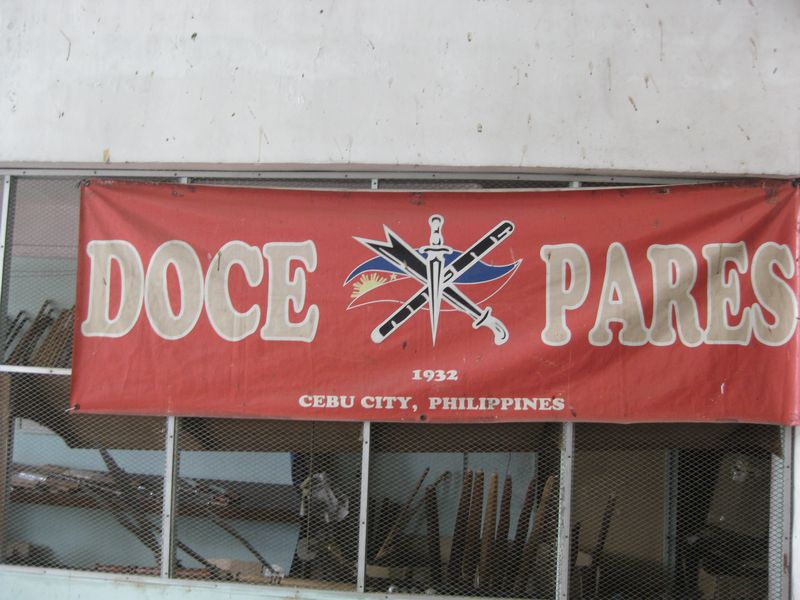 DOCE PARES
1932
CEBU CITY, PHILIPPINES